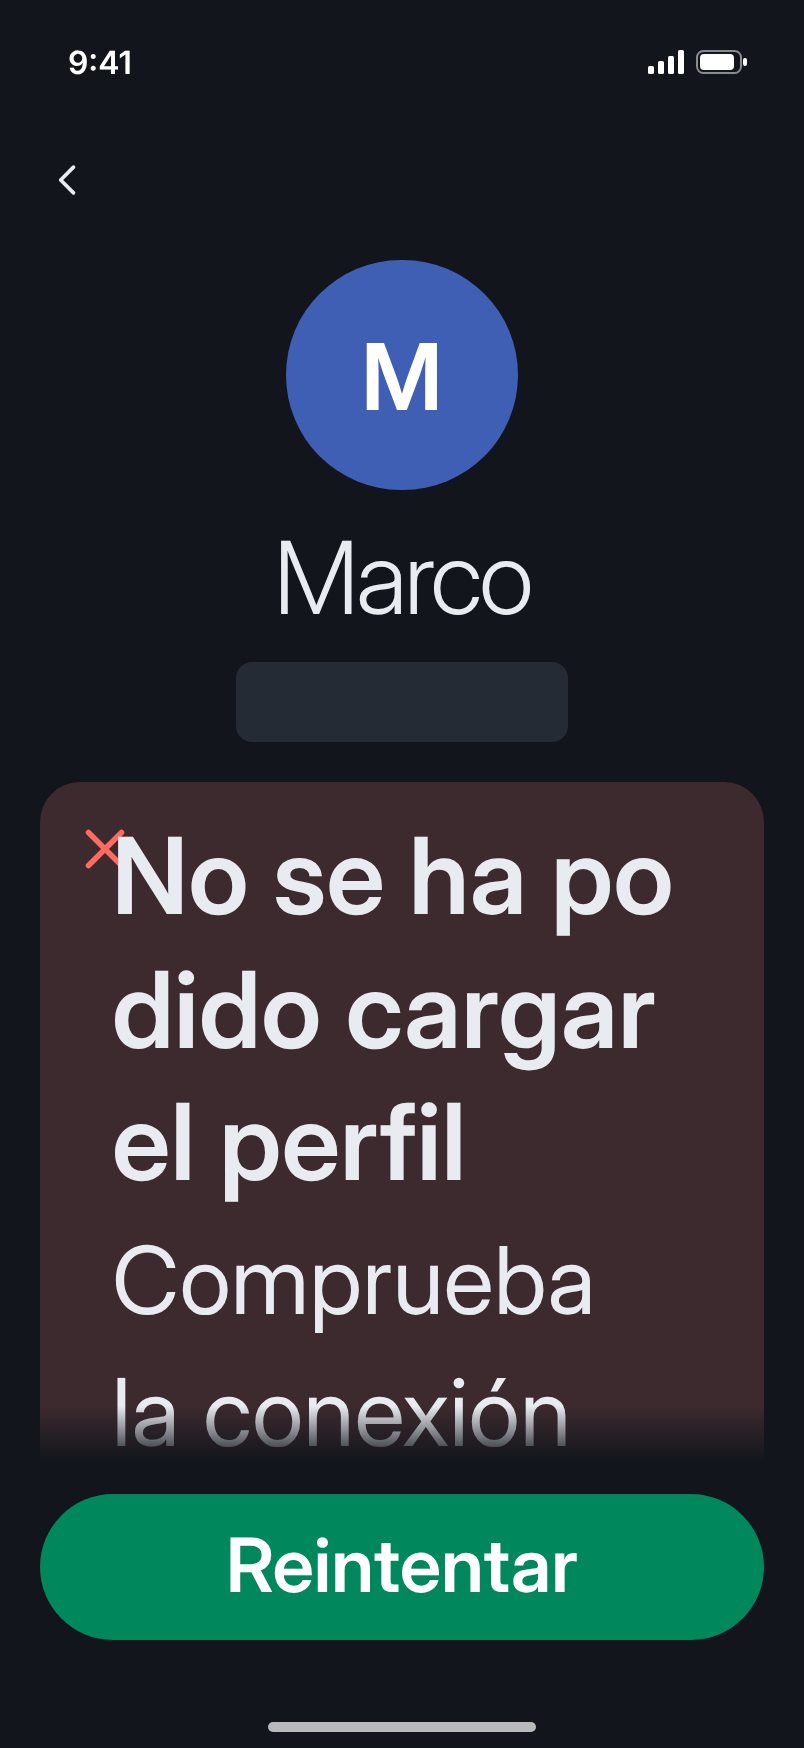 9:41
M
Marco
No se ha po
dido cargar
el perfil
Comprueba
la conexión
Reintentar